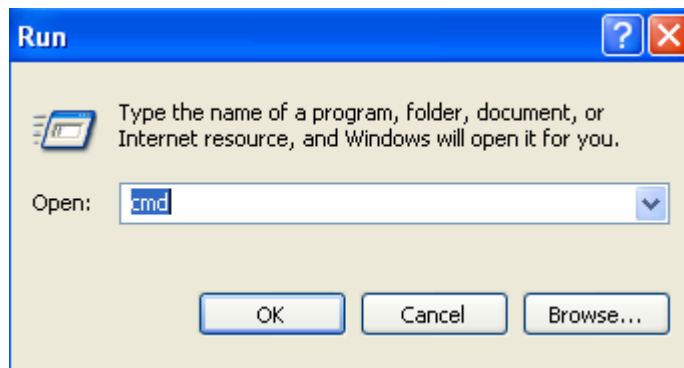 Run
Type the name of a program, folder, document, or
Internet resource, and Windows will open it for you.
Open: cmd
OK Cancel Browse...